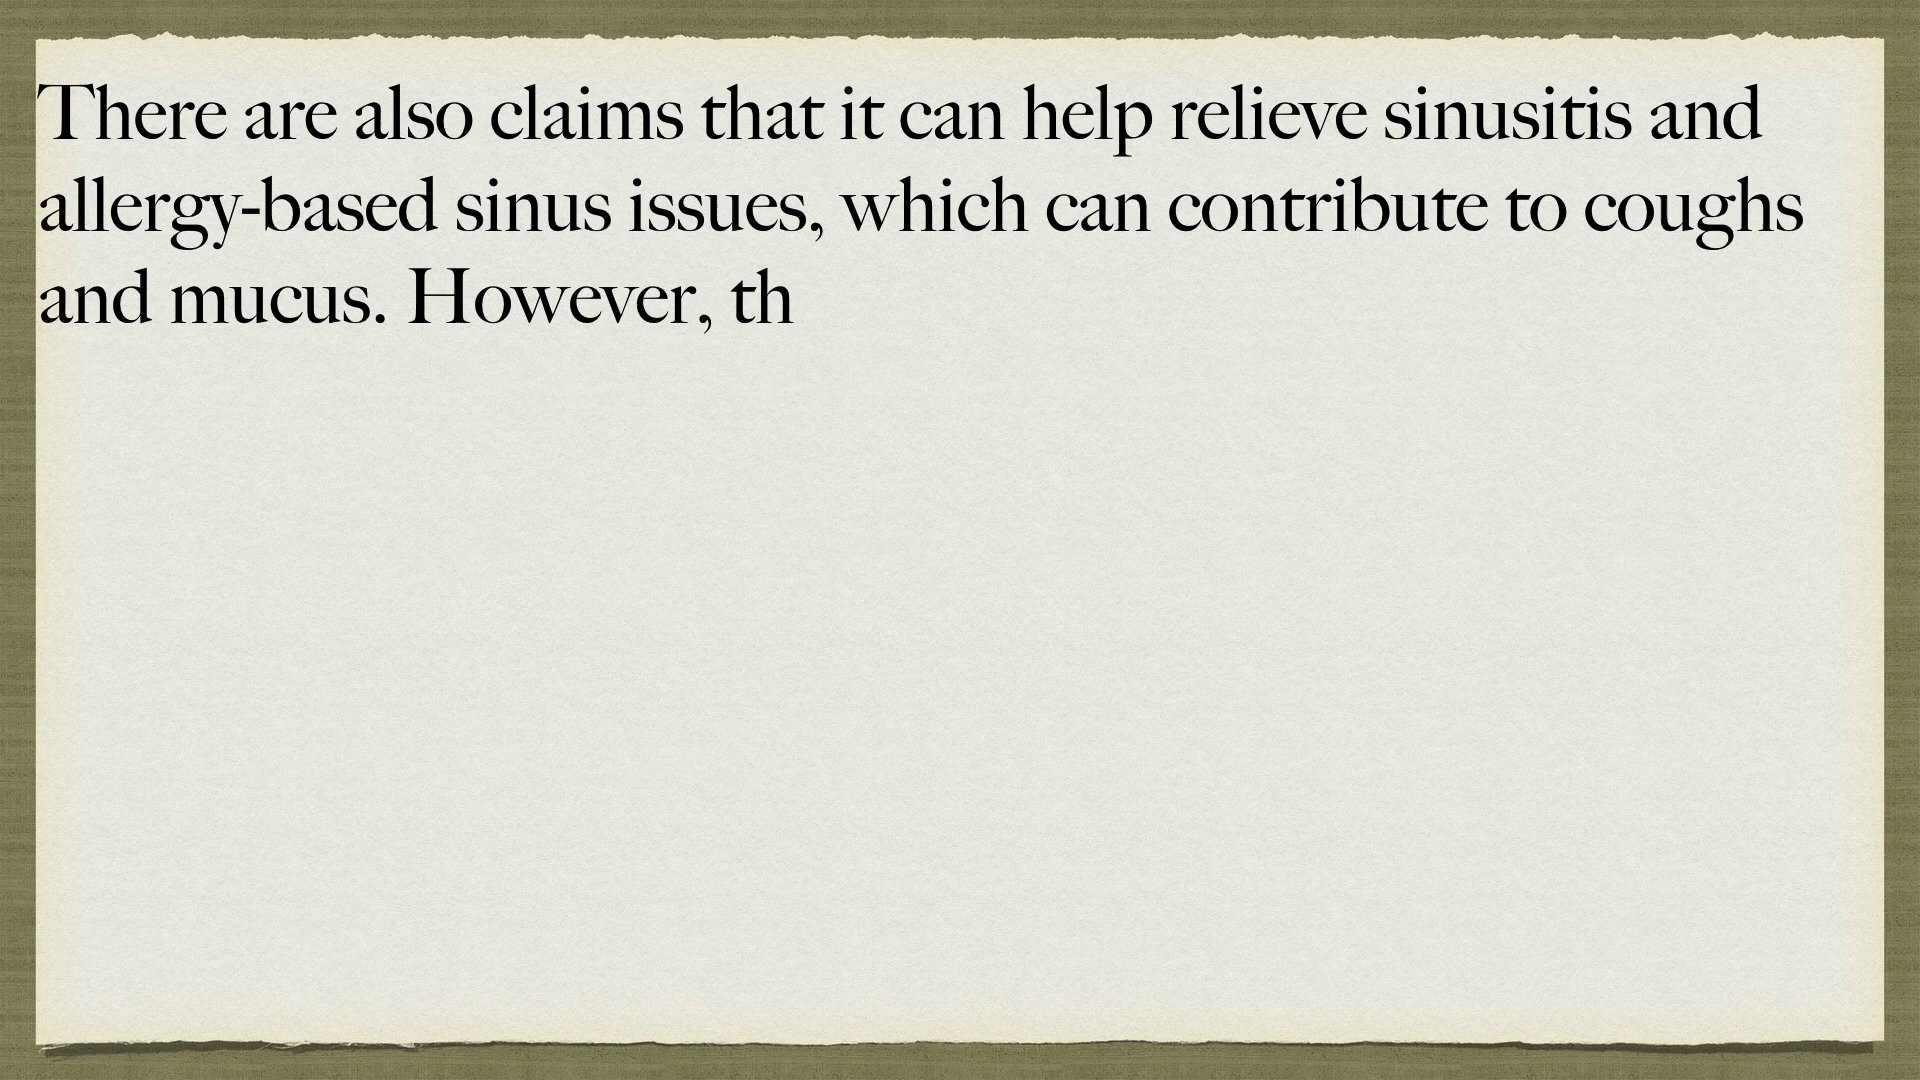 There are also claims that it can help relieve sinusitis and
allergy-based sinus issues, which can contribute to coughs
and mucus. However, th